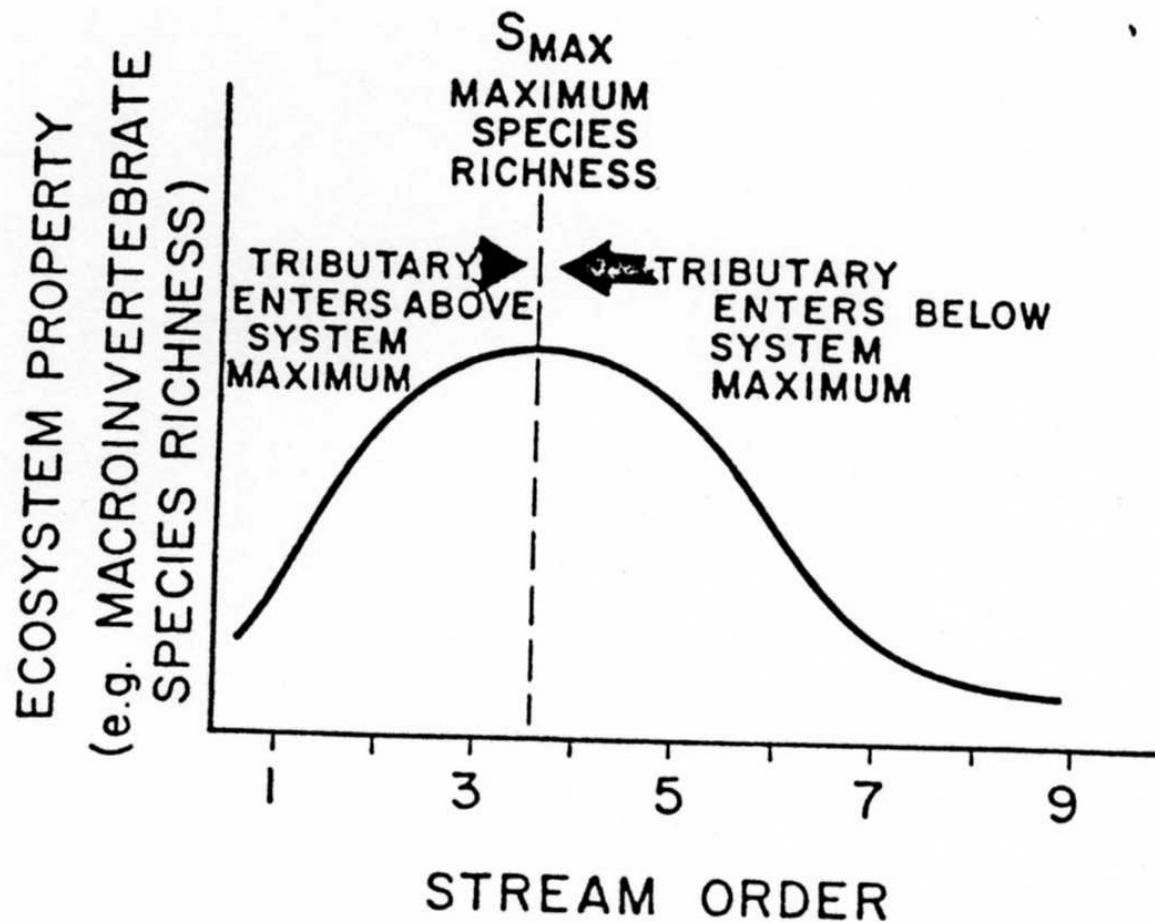 SMAX
MAXIMUM
SPECIES
RICHNESS
TRIBUTARY
ENTERS ABOVE
SYSTEM
MAXIMUM
TRIBUTARY
ENTERS BELOW
SYSTEM
MAXIMUM
ECOSYSTEM PROPERTY
(e.g. MACROINVERTEBRATE
SPECIES RICHNESS)
1 3 5 7 9
STREAM ORDER